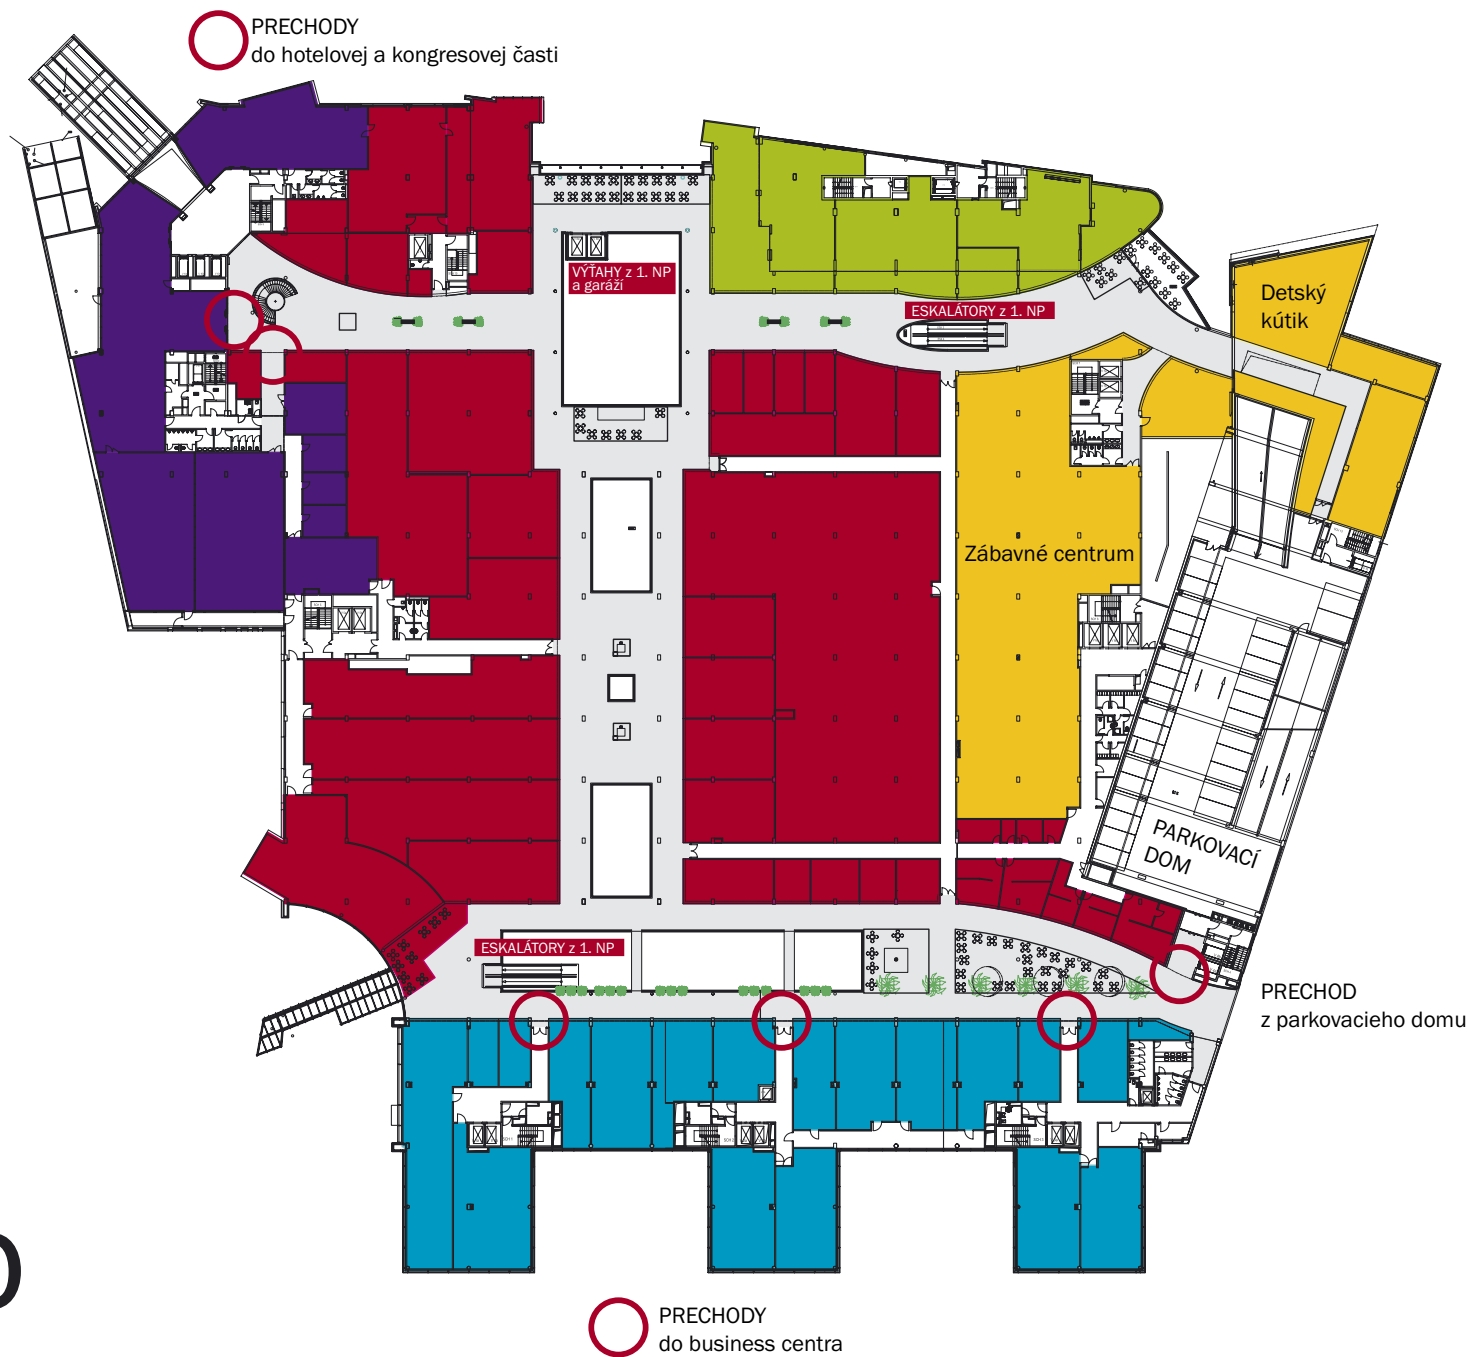 PRECHODY
do hotelovej a kongresovej časti
VÝŤAHY z 1. NP
a garáží
ESKALÁTORY z 1. NP
Detský
kútik
Zábavné centrum
PARKOVACÍ
DOM
ESKALÁTORY z 1. NP
PRECHOD
z parkovacieho domu
PRECHODY
do business centra